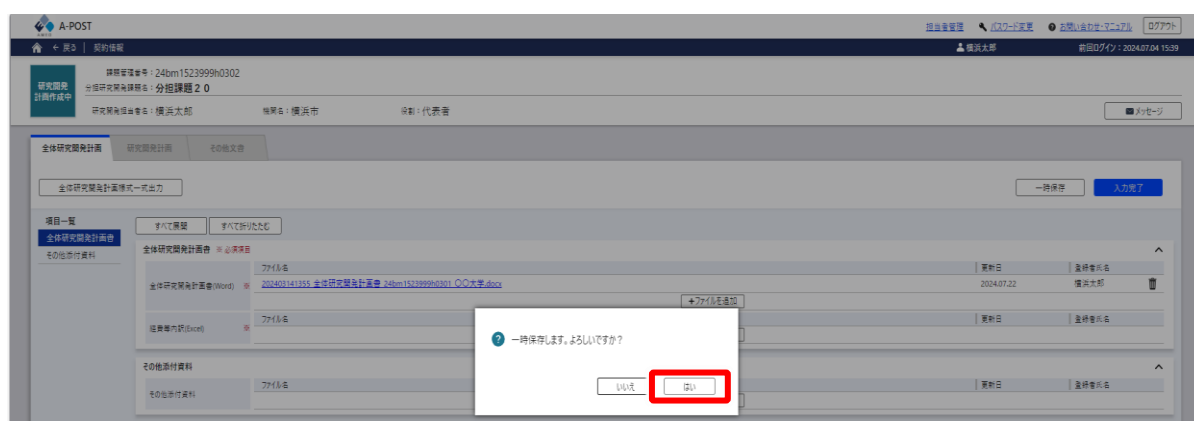 A-POST
担当者管理 パスワード変更 お問い合わせ・マニュアル ログアウト
← 戻る 契約情報 横浜太郎 前回ログイン：2024.07.04 15:39
研究開発
計画作成中
課題管理番号：24bm1523999h0302
分担研究開発課題名：分担課題２０
研究開発担当者名：横浜太郎 機関名：横浜市 役割：代表者 メッセージ
全体研究開発計画 研究開発計画 その他文書
全体研究開発計画様式一式出力 一時保存 入力完了
項目一覧 すべて展開 すべて折りたたむ
全体研究開発計画書
その他添付資料
全体研究開発計画書 ※ 必須項目
ファイル名 更新日 登録者氏名
全体研究開発計画書(Word) ※ 202403141355_全体研究開発計画書_24bm1523999h0301_〇〇大学.docx 2024.07.22 横浜太郎
+ファイルを追加
ファイル名 更新日 登録者氏名
経費等内訳(Excel) ※
一時保存します。よろしいですか？
いいえ はい
その他添付資料
ファイル名 更新日 登録者氏名
その他添付資料